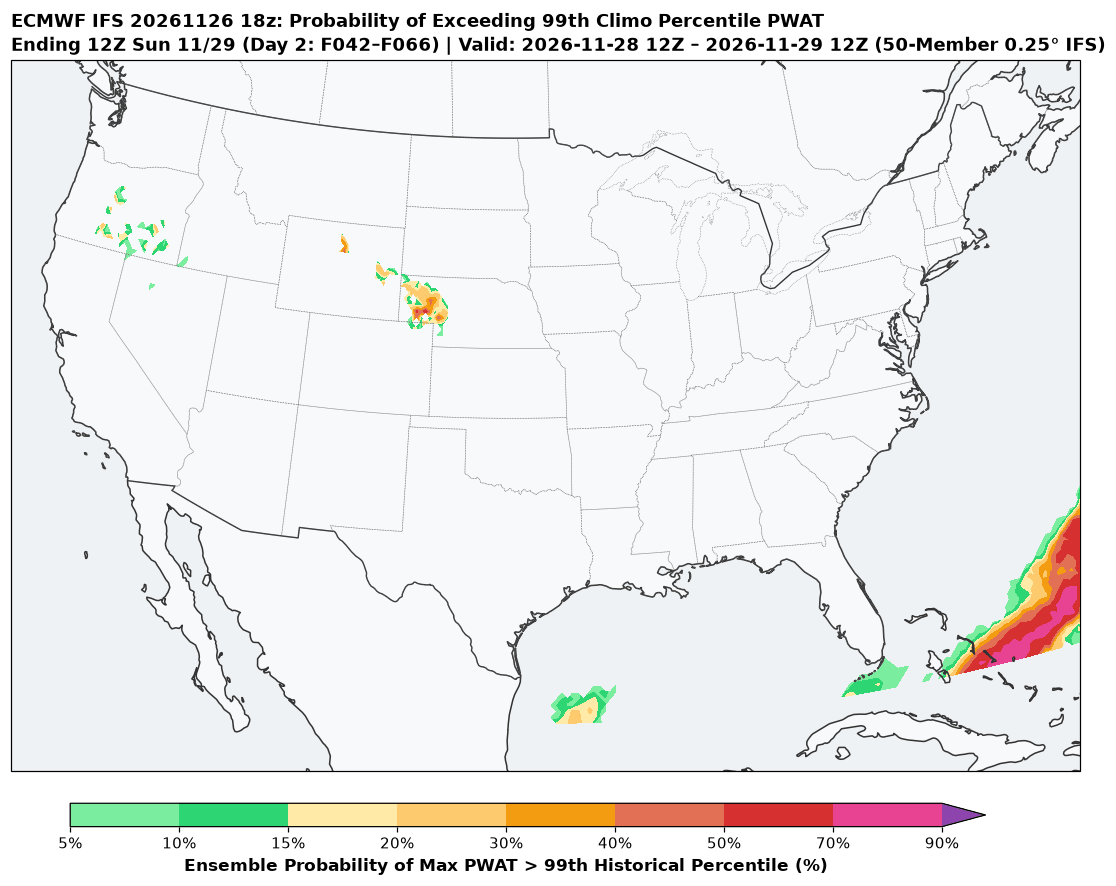 ECMWF IFS 20261126 18z: Probability of Exceeding 99th Climo Percentile PWAT
Ending 12Z Sun 11/29 (Day 2: F042–F066) | Valid: 2026-11-28 12Z – 2026-11-29 12Z (50-Member 0.25° IFS)
5% 10% 15% 20% 30% 40% 50% 70% 90%
Ensemble Probability of Max PWAT > 99th Historical Percentile (%)